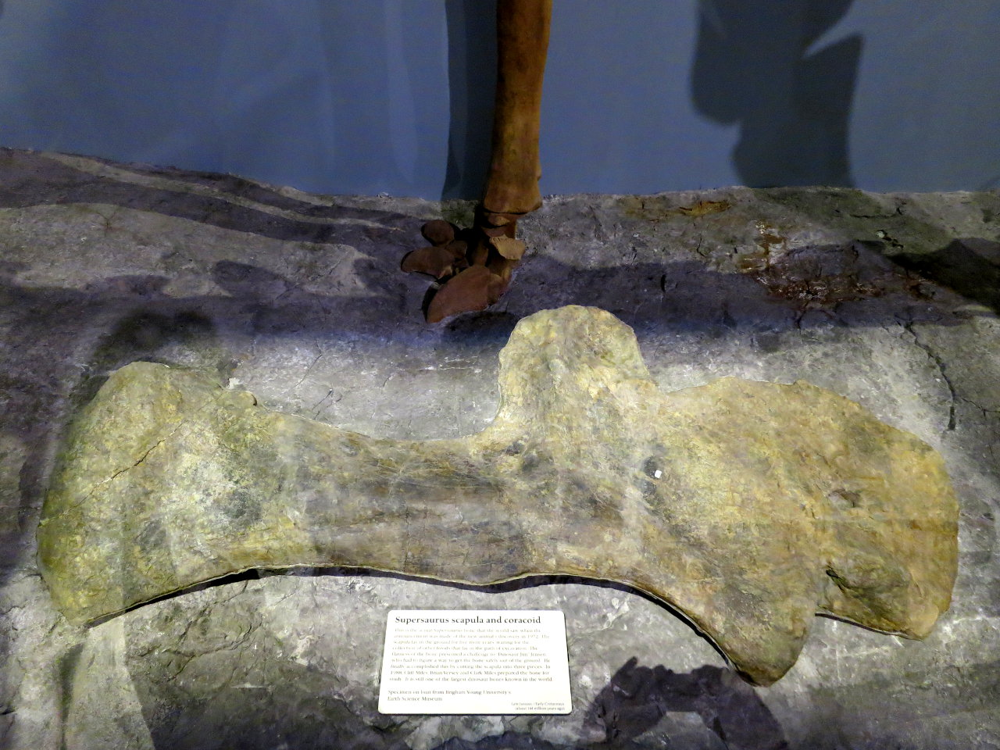 Supersaurus scapula and coracoid
This is the actual Supersaurus bone that the world saw when the
announcement was made of the new animal's discovery in 1972. The
scapula lay in the ground for five more years waiting for the
collection of other fossils that lay in the path of excavation. The
flatness of the bone presented a challenge to "Dinosaur Jim" Jensen
who had to figure a way to get the bone safely out of the ground. He
finally accomplished this by cutting the scapula into three pieces. In
1988 Cliff Miles, Brian Versey and Clark Miles prepared the bone for
study. It is still one of the largest dinosaur bones known in the world.
Specimen on loan from Brigham Young University's
Earth Science Museum
Late Jurassic / Early Cretaceous
(about 144 million years ago)